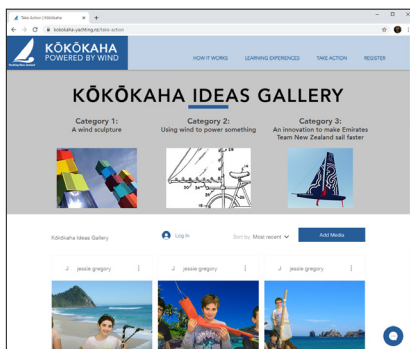 Take Action | Kōkōkaha
kokokaha-yachting.nz/take-action
KŌKŌKAHA
POWERED BY WIND
Yachting New Zealand
HOW IT WORKS
LEARNING EXPERIENCES
TAKE ACTION
REGISTER
KŌKŌKAHA IDEAS GALLERY
Category 1:
A wind sculpture
Category 2:
Using wind to power something
Category 3:
An innovation to make Emirates
Team New Zealand sail faster
Kōkōkaha Ideas Gallery
Log In
Sort by: Most recent
Add Media
J jessie gregory
J jessie gregory
J jessie gregory